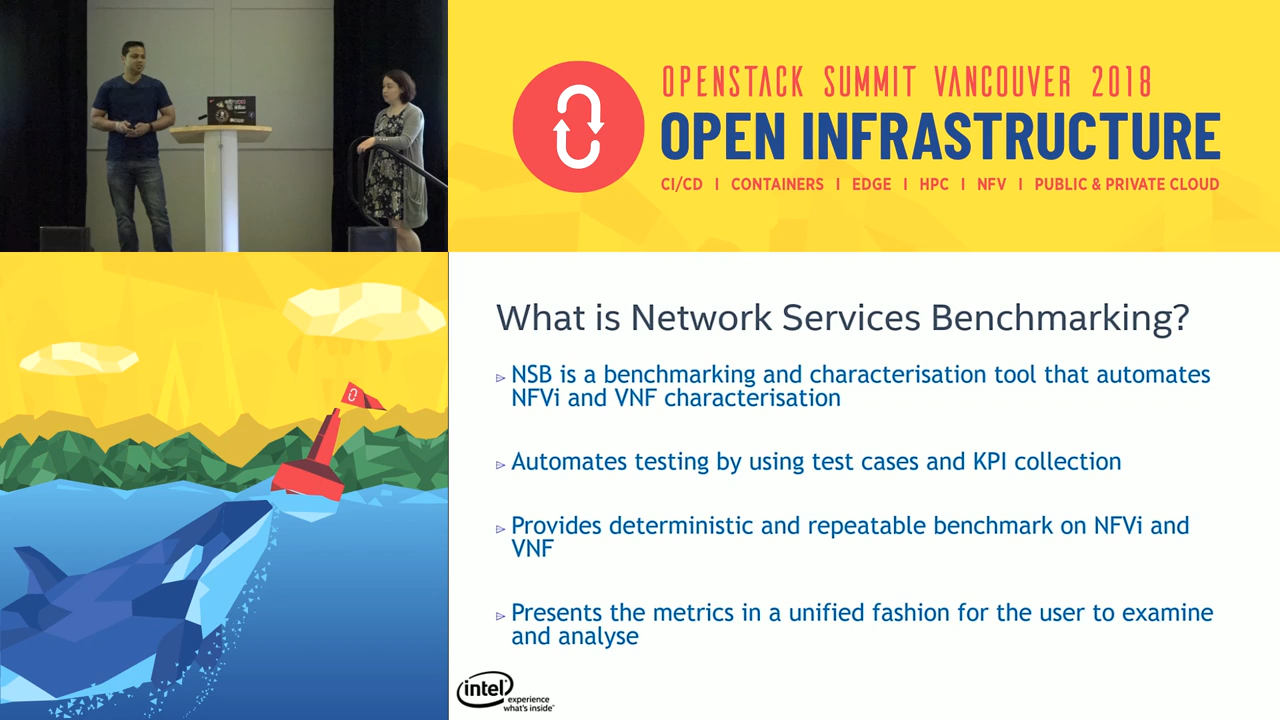 OPENSTACK SUMMIT VANCOUVER 2018
OPEN INFRASTRUCTURE
CI/CD | CONTAINERS | EDGE | HPC | NFV | PUBLIC & PRIVATE CLOUD
What is Network Services Benchmarking?
NSB is a benchmarking and characterisation tool that automates
NFVi and VNF characterisation
Automates testing by using test cases and KPI collection
Provides deterministic and repeatable benchmark on NFVi and
VNF
Presents the metrics in a unified fashion for the user to examine
and analyse
intel
experience
what's inside™